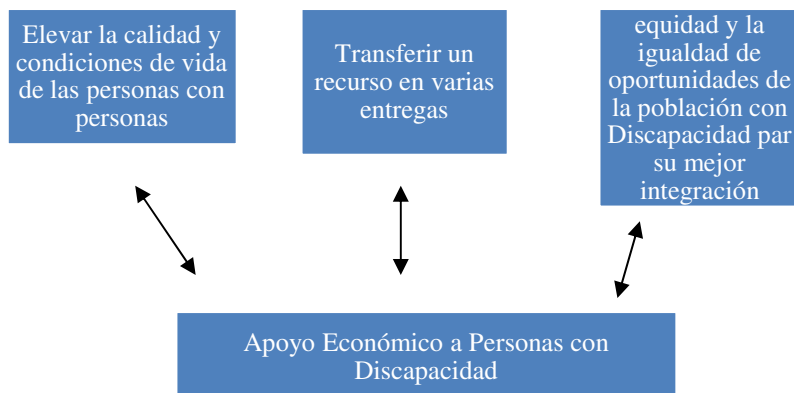 Elevar la calidad y
condiciones de vida
de las personas con
personas
Transferir un
recurso en varias
entregas
equidad y la
igualdad de
oportunidades de
la población con
Discapacidad par
su mejor
integración
Apoyo Económico a Personas con
Discapacidad